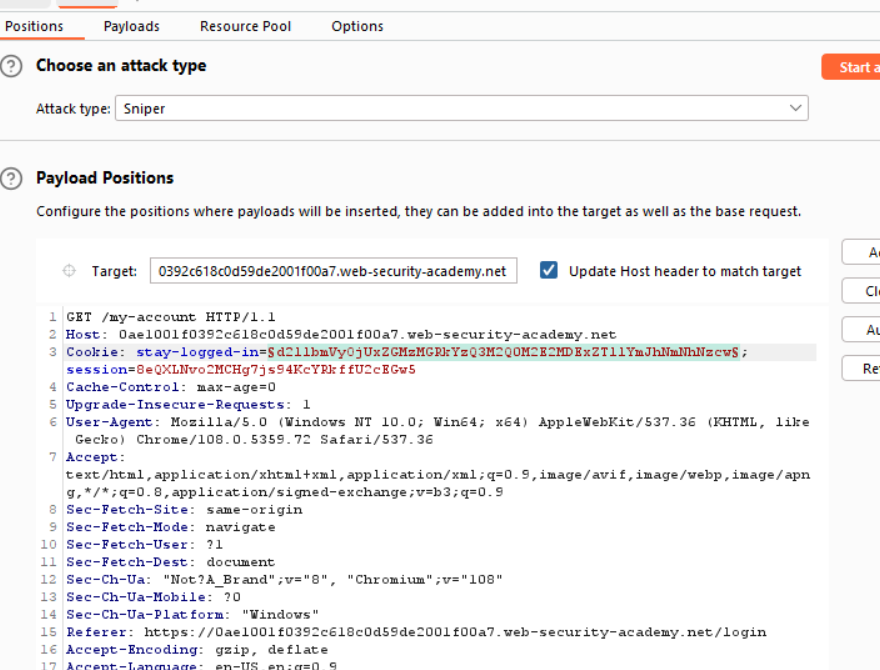 Positions Payloads Resource Pool Options
Choose an attack type
Start a
Attack type: Sniper
Payload Positions
Configure the positions where payloads will be inserted, they can be added into the target as well as the base request.
Target: 0392c618c0d59de2001f00a7.web-security-academy.net Update Host header to match target
1 GET /my-account HTTP/1.1
2 Host: 0ae1001f0392c618c0d59de2001f00a7.web-security-academy.net
3 Cookie: stay-logged-in=§d2llbmVyOjUxZGMzMGRkYzQ3M2Q0M2E2MDExZTllYmJhNmNhNzcw§;
session=8eQXLNvo2MCHg7js94KcYRkffU2cEGw5
4 Cache-Control: max-age=0
5 Upgrade-Insecure-Requests: 1
6 User-Agent: Mozilla/5.0 (Windows NT 10.0; Win64; x64) AppleWebKit/537.36 (KHTML, like
Gecko) Chrome/108.0.5359.72 Safari/537.36
7 Accept:
text/html,application/xhtml+xml,application/xml;q=0.9,image/avif,image/webp,image/apn
g,*/*;q=0.8,application/signed-exchange;v=b3;q=0.9
8 Sec-Fetch-Site: same-origin
9 Sec-Fetch-Mode: navigate
10 Sec-Fetch-User: ?1
11 Sec-Fetch-Dest: document
12 Sec-Ch-Ua: "Not?A_Brand";v="8", "Chromium";v="108"
13 Sec-Ch-Ua-Mobile: ?0
14 Sec-Ch-Ua-Platform: "Windows"
15 Referer: https://0ae1001f0392c618c0d59de2001f00a7.web-security-academy.net/login
16 Accept-Encoding: gzip, deflate
17 Accept-Language: en-US,en;q=0.9
A
Cl
Au
Re